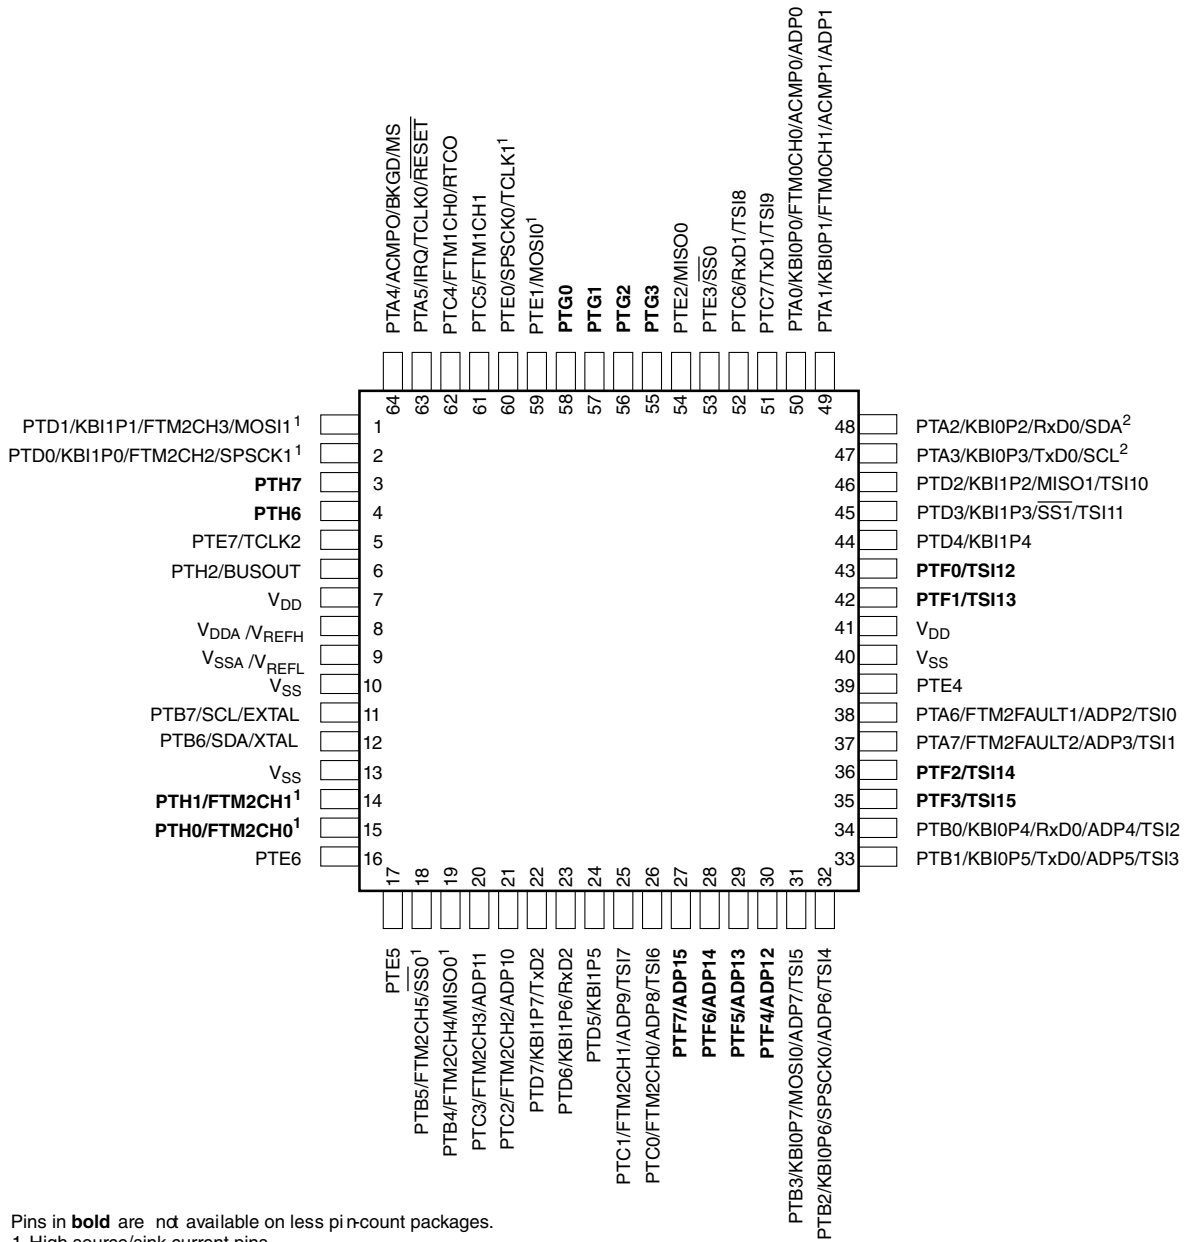 PTA4/ACMPO/BKGD/MS
PTA5/IRQ/TCLK0/RESET
PTC4/FTM1CH0/RTCO
PTC5/FTM1CH1
PTE0/SPSCK0/TCLK1¹
PTE1/MOSI0¹
PTG0
PTG1
PTG2
PTG3
PTE2/MISO0
PTE3/SS0
PTC6/RxD1/TSI8
PTC7/TxD1/TSI9
PTA0/KBI0P0/FTM0CH0/ACMP0/ADP0
PTA1/KBI0P1/FTM0CH1/ACMP1/ADP1
64 63 62 61 60 59 58 57 56 55 54 53 52 51 50 49
PTD1/KBI1P1/FTM2CH3/MOSI1¹ 1
PTD0/KBI1P0/FTM2CH2/SPSCK1¹ 2
PTH7 3
PTH6 4
PTE7/TCLK2 5
PTH2/BUSOUT 6
VDD 7
VDDA /VREFH 8
VSSA /VREFL 9
VSS 10
PTB7/SCL/EXTAL 11
PTB6/SDA/XTAL 12
VSS 13
PTH1/FTM2CH1¹ 14
PTH0/FTM2CH0¹ 15
PTE6 16
48 PTA2/KBI0P2/RxD0/SDA²
47 PTA3/KBI0P3/TxD0/SCL²
46 PTD2/KBI1P2/MISO1/TSI10
45 PTD3/KBI1P3/SS1/TSI11
44 PTD4/KBI1P4
43 PTF0/TSI12
42 PTF1/TSI13
41 VDD
40 VSS
39 PTE4
38 PTA6/FTM2FAULT1/ADP2/TSI0
37 PTA7/FTM2FAULT2/ADP3/TSI1
36 PTF2/TSI14
35 PTF3/TSI15
34 PTB0/KBI0P4/RxD0/ADP4/TSI2
33 PTB1/KBI0P5/TxD0/ADP5/TSI3
17 18 19 20 21 22 23 24 25 26 27 28 29 30 31 32
PTE5
PTB5/FTM2CH5/SS0¹
PTB4/FTM2CH4/MISO0¹
PTC3/FTM2CH3/ADP11
PTC2/FTM2CH2/ADP10
PTD7/KBI1P7/TxD2
PTD6/KBI1P6/RxD2
PTD5/KBI1P5
PTC1/FTM2CH1/ADP9/TSI7
PTC0/FTM2CH0/ADP8/TSI6
PTF7/ADP15
PTF6/ADP14
PTF5/ADP13
PTF4/ADP12
PTB3/KBI0P7/MOSI0/ADP7/TSI5
PTB2/KBI0P6/SPSCK0/ADP6/TSI4
Pins in bold are not available on less pin-count packages.
1 High source/sink current pins